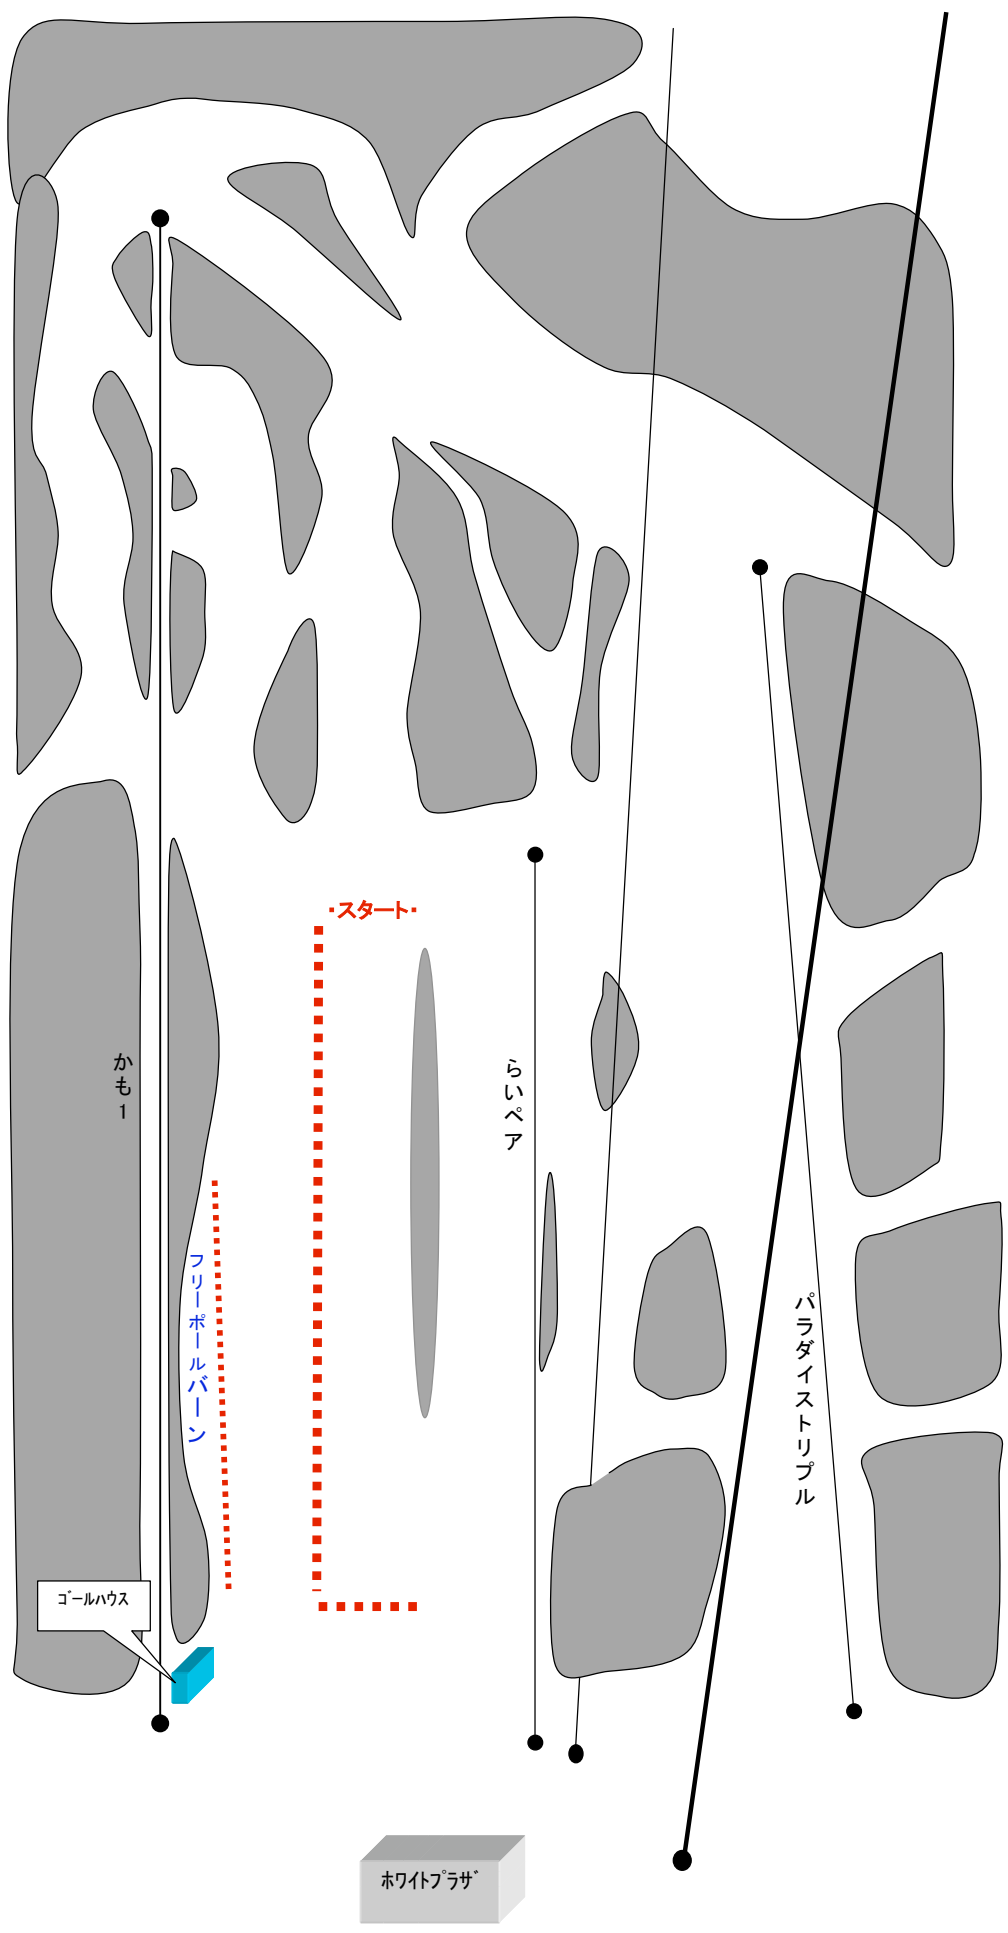 ・スタート・
かも1
らいペア
フリーポールバーン
パラダイストリプル
ｺﾞｰﾙﾊｳｽ
ﾎﾜｲﾄﾌﾟﾗｻﾞ